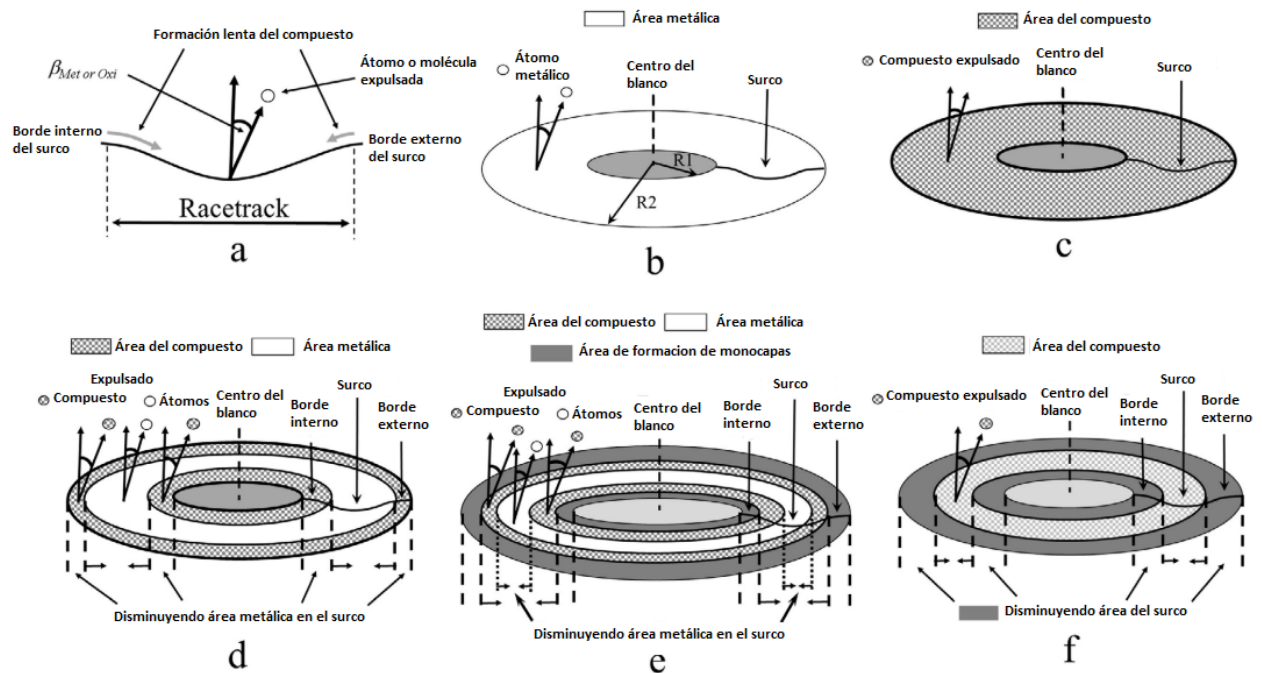 Formación lenta del compuesto
βMet or Oxi
Átomo o molécula
expulsada
Borde interno
del surco
Borde externo
del surco
Racetrack
a
Área metálica
Átomo
metálico
Centro del
blanco
Surco
R1
R2
b
Área del compuesto
Compuesto expulsado
Centro del
blanco
Surco
c
Área del compuesto
Área metálica
Expulsado
Compuesto
Átomos
Centro del
blanco
Borde
interno
Surco
Borde
externo
Disminuyendo área metálica en el surco
d
Área del compuesto
Área metálica
Área de formacion de monocapas
Expulsado
Compuesto
Átomos
Centro del
blanco
Borde
interno
Surco
Borde
externo
Disminuyendo área metálica en el surco
e
Área del compuesto
Compuesto expulsado
Centro del
blanco
Borde
interno
Surco
Borde
externo
Disminuyendo área del surco
f